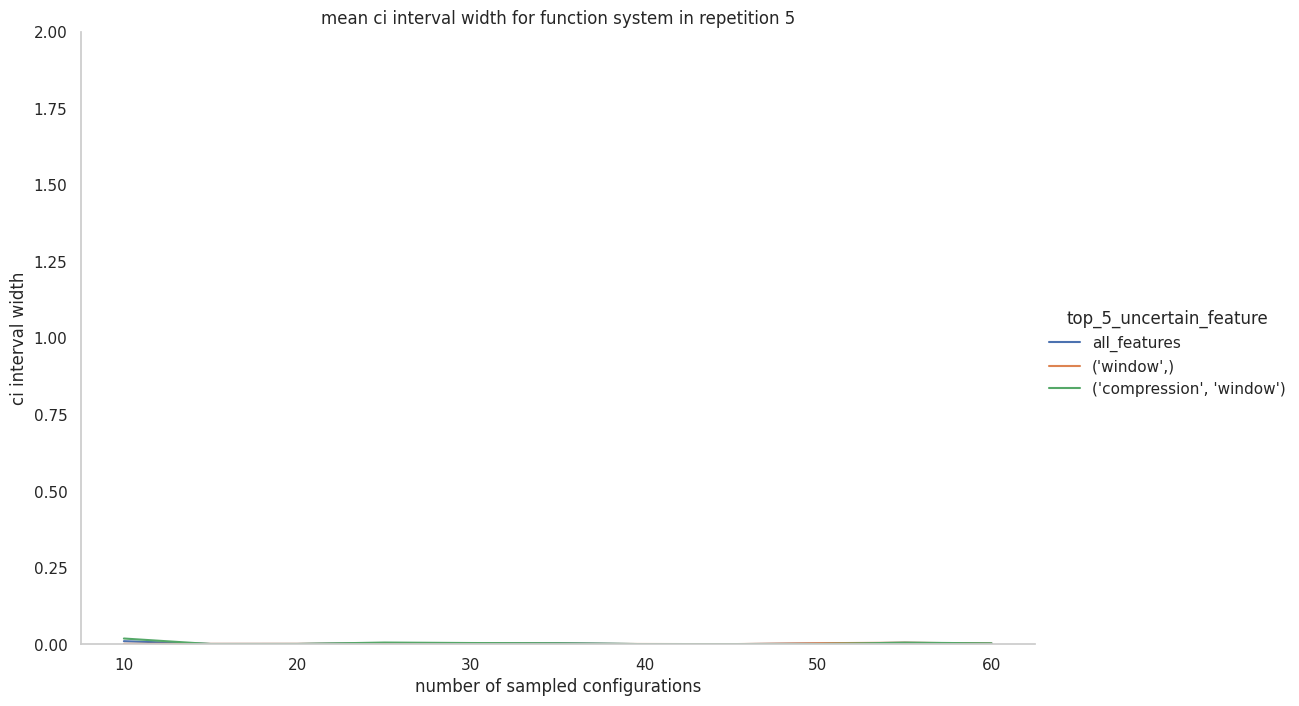 mean ci interval width for function system in repetition 5
2.00
1.75
1.50
1.25
1.00
0.75
0.50
0.25
0.00
ci interval width
10
20
30
40
50
60
number of sampled configurations
top_5_uncertain_feature
all_features
('window',)
('compression', 'window')